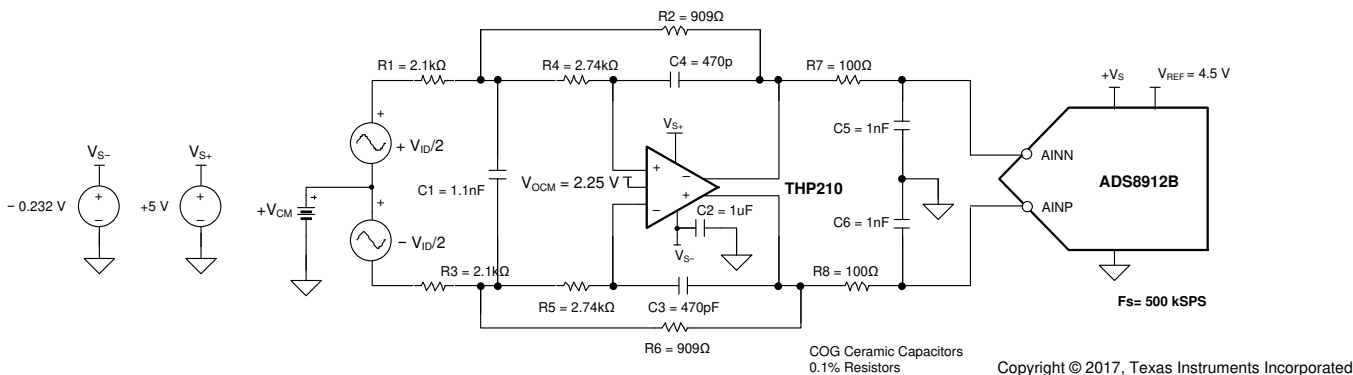 R2 = 909Ω
R1 = 2.1kΩ
R4 = 2.74kΩ
C4 = 470p
R7 = 100Ω
+VS
VREF = 4.5 V
+
+ VID/2
VS+
C5 = 1nF
AINN
VS−
VS+
+
−
− 0.232 V
+
−
+5 V
+VCM
+
C1 = 1.1nF
VOCM = 2.25 V
+
−
−
+
THP210
ADS8912B
AINP
+
− VID/2
C2 = 1uF
C6 = 1nF
VS−
R3 = 2.1kΩ
R8 = 100Ω
R5 = 2.74kΩ
C3 = 470pF
Fs= 500 kSPS
R6 = 909Ω
COG Ceramic Capacitors
0.1% Resistors
Copyright © 2017, Texas Instruments Incorporated